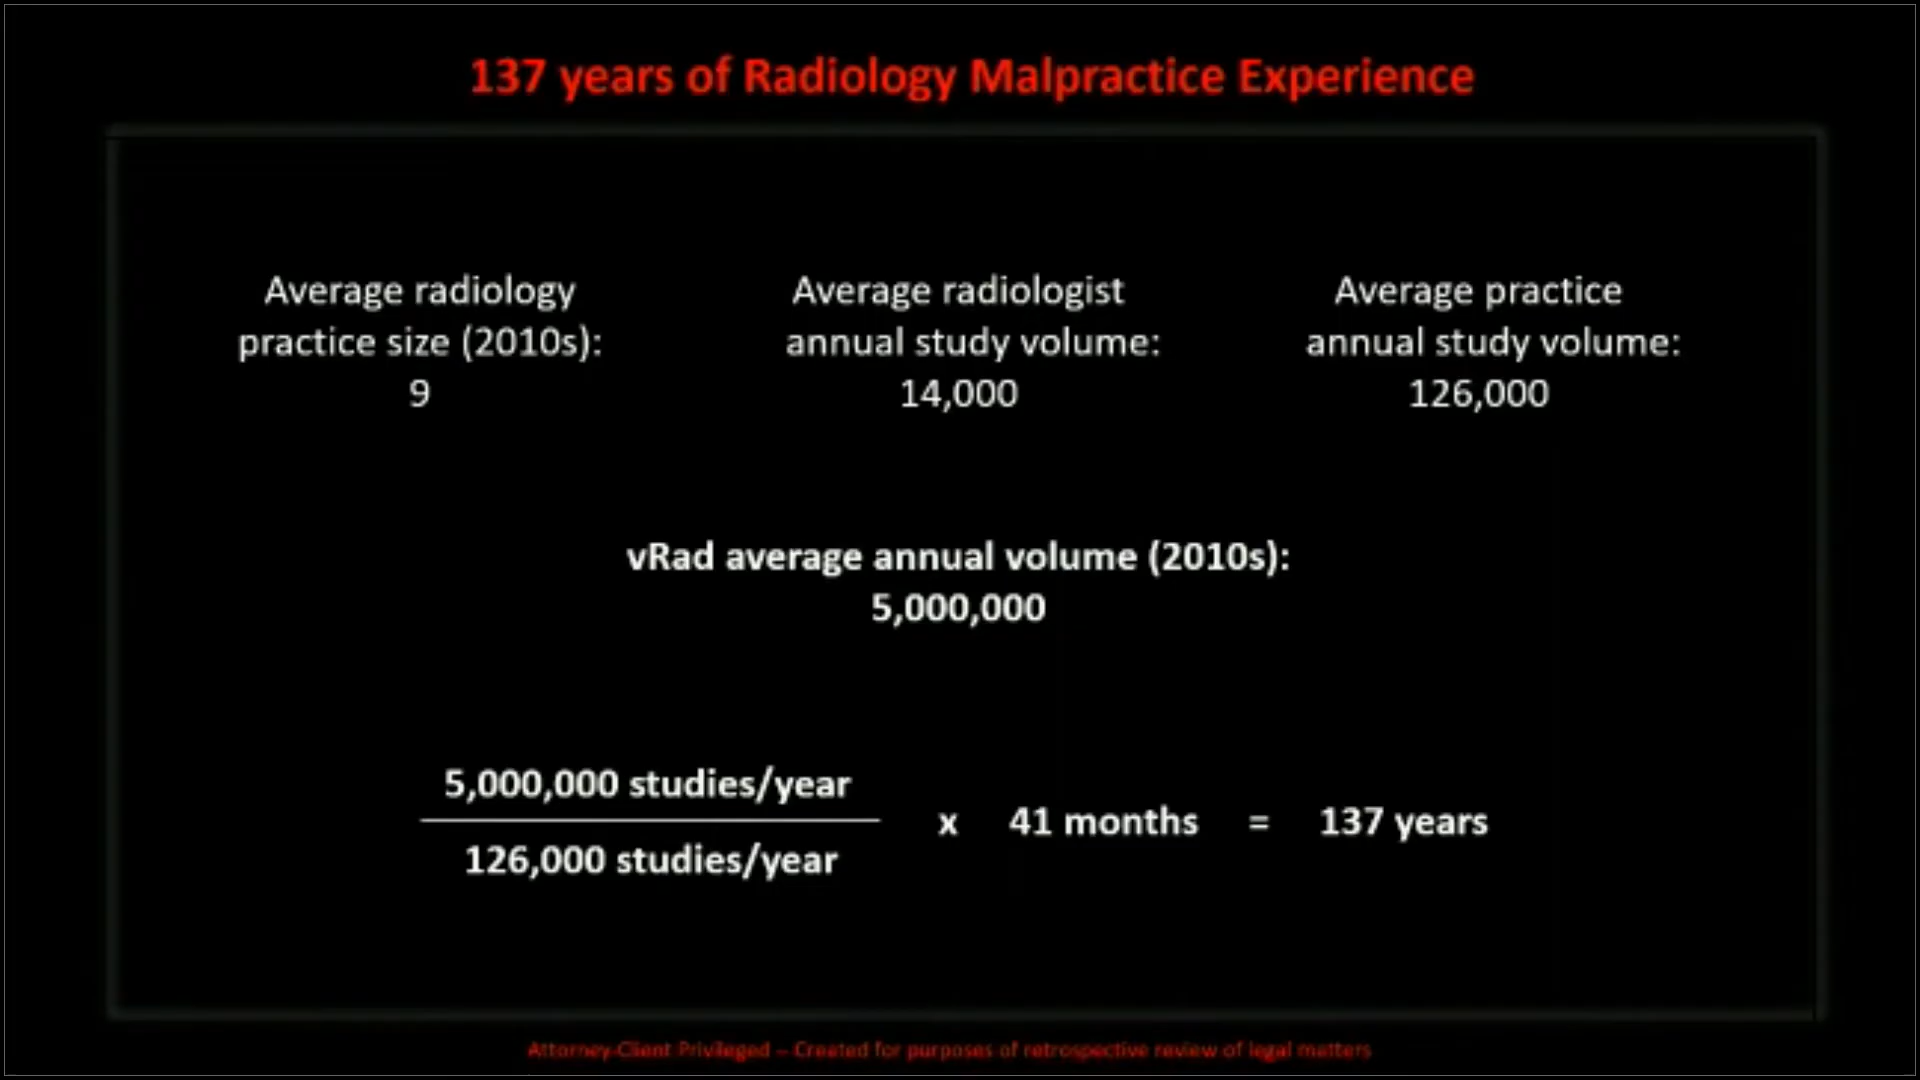 137 years of Radiology Malpractice Experience
Average radiology
practice size (2010s):
9
Average radiologist
annual study volume:
14,000
Average practice
annual study volume:
126,000
vRad average annual volume (2010s):
5,000,000
5,000,000 studies/year
126,000 studies/year
x 41 months = 137 years
Attorney-Client Privileged – Created for purposes of retrospective review of legal matters